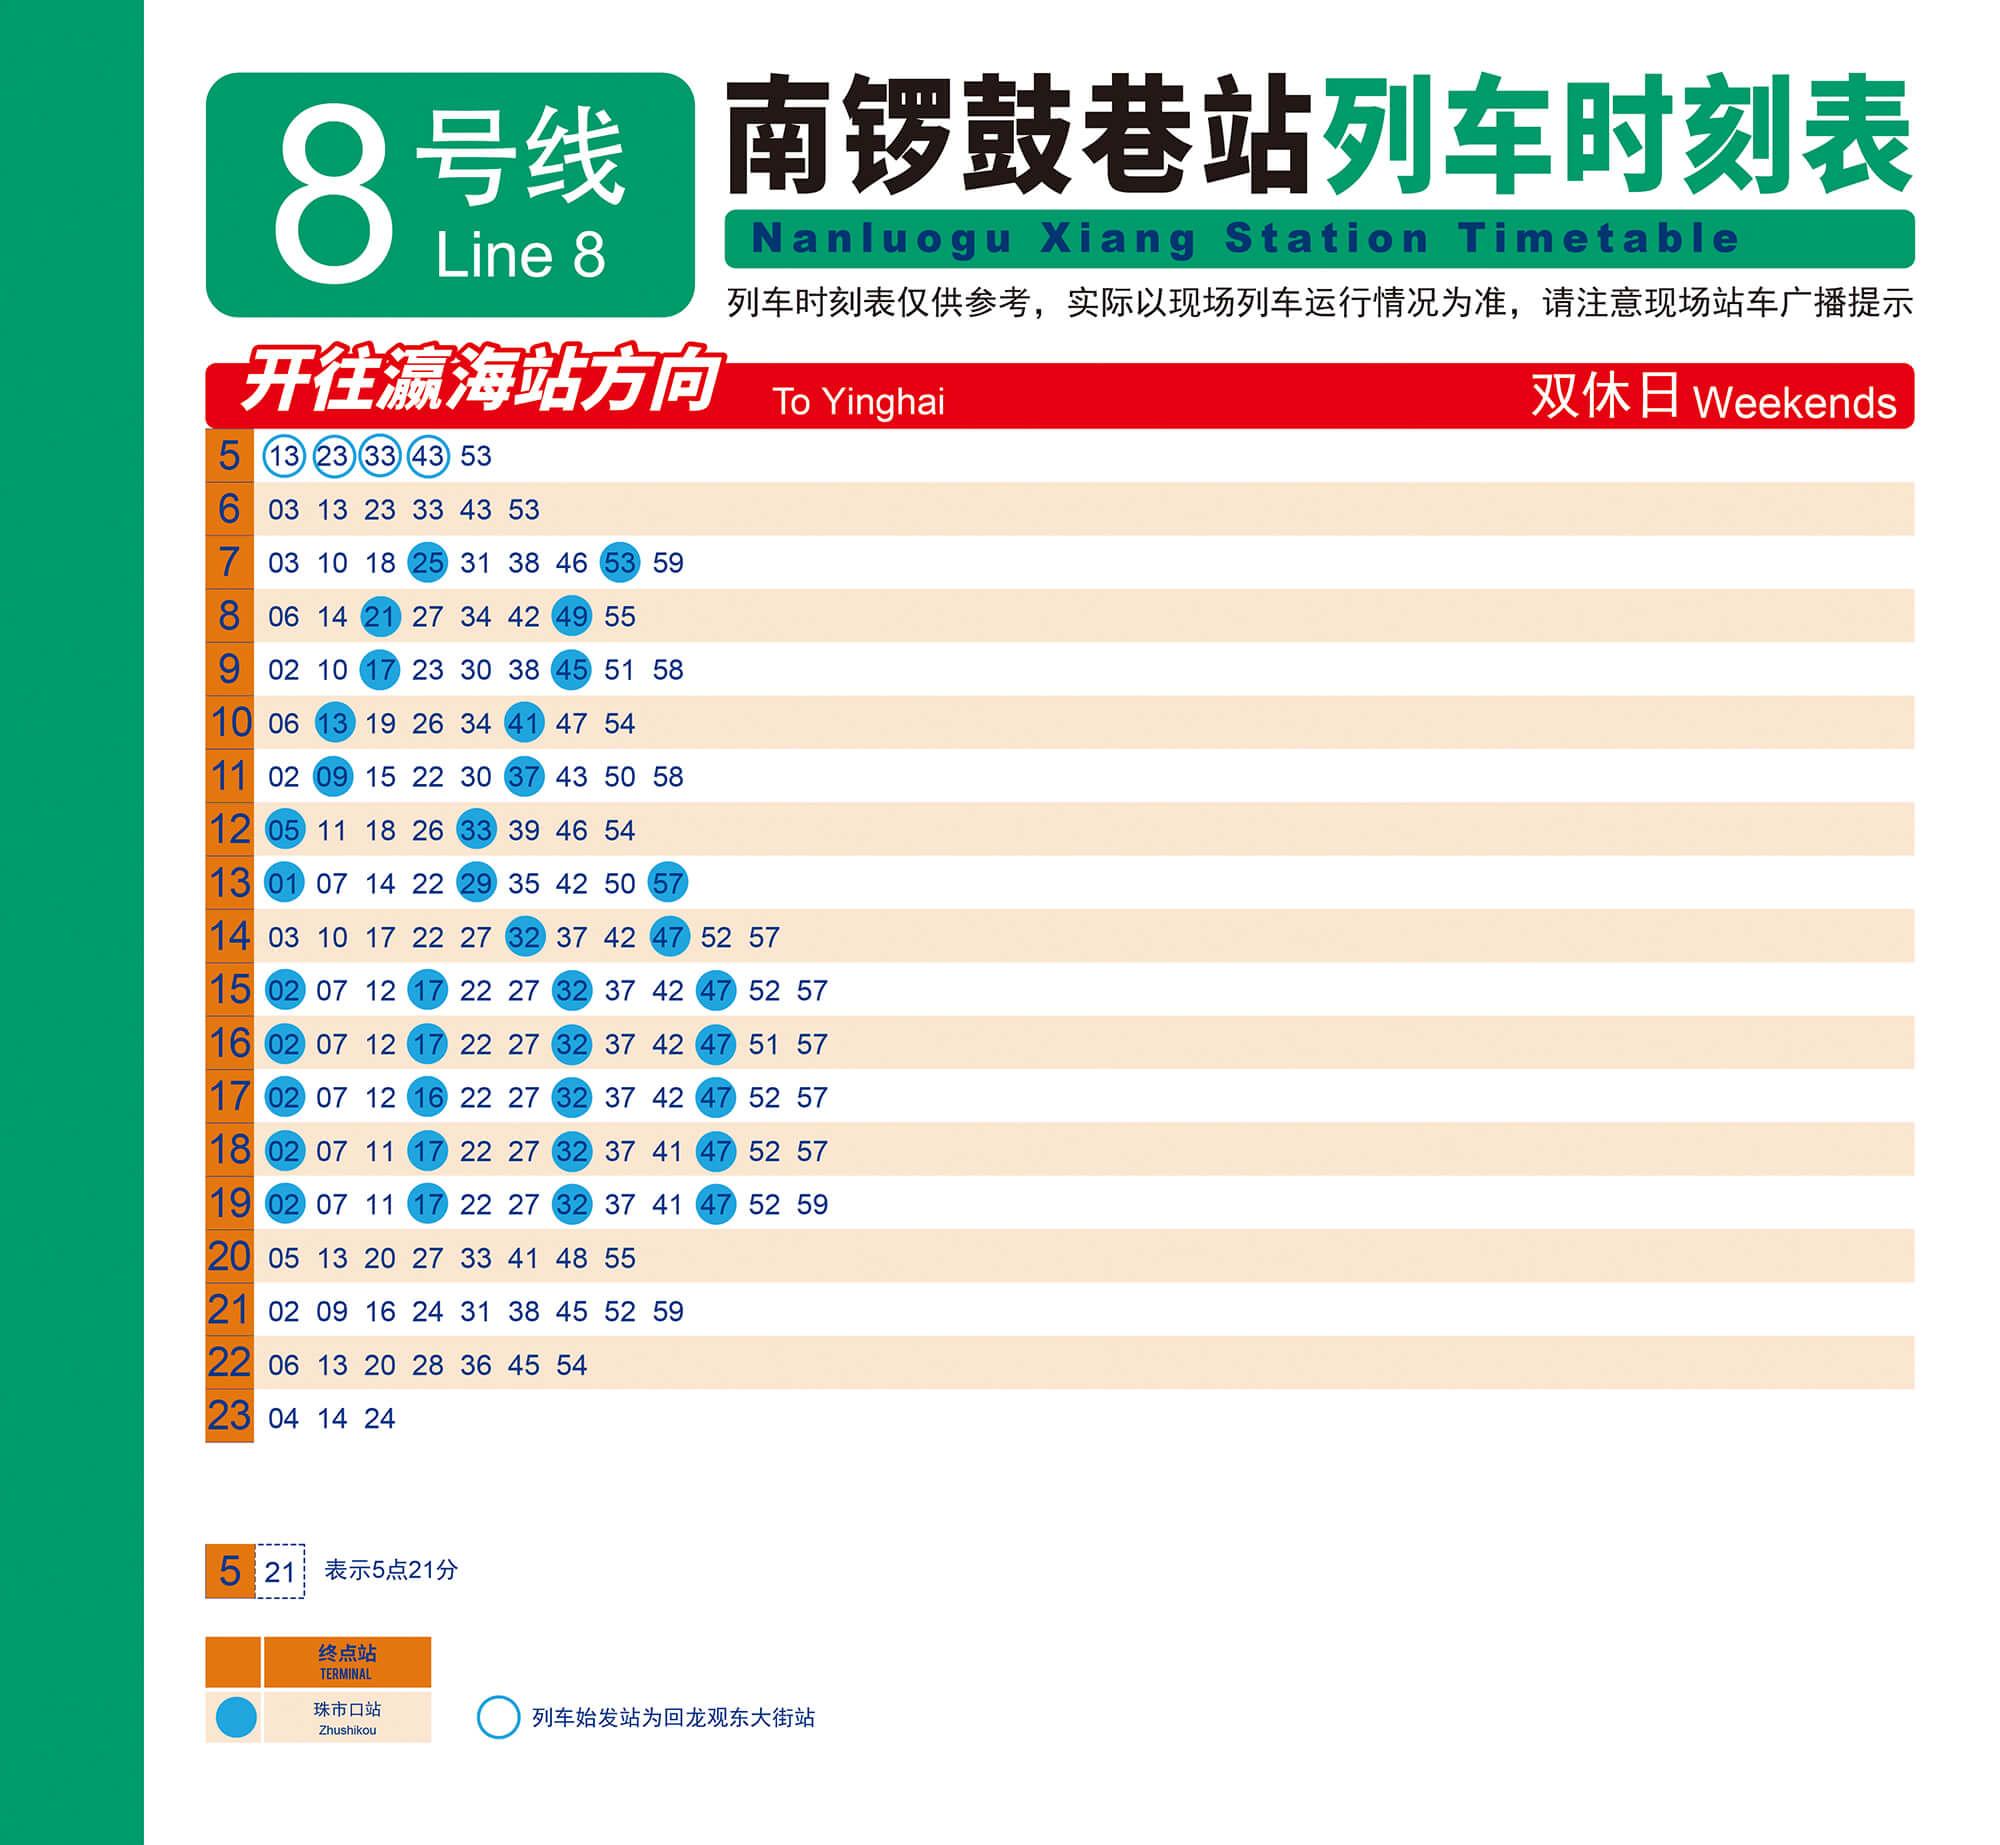 8号线
Line 8
南锣鼓巷站列车时刻表
Nanluogu Xiang Station Timetable
列车时刻表仅供参考，实际以现场列车运行情况为准，请注意现场站车广播提示
开往瀛海站方向 To Yinghai 双休日 Weekends
5 13 23 33 43 53
6 03 13 23 33 43 53
7 03 10 18 25 31 38 46 53 59
8 06 14 21 27 34 42 49 55
9 02 10 17 23 30 38 45 51 58
10 06 13 19 26 34 41 47 54
11 02 09 15 22 30 37 43 50 58
12 05 11 18 26 33 39 46 54
13 01 07 14 22 29 35 42 50 57
14 03 10 17 22 27 32 37 42 47 52 57
15 02 07 12 17 22 27 32 37 42 47 52 57
16 02 07 12 17 22 27 32 37 42 47 51 57
17 02 07 12 16 22 27 32 37 42 47 52 57
18 02 07 11 17 22 27 32 37 41 47 52 57
19 02 07 11 17 22 27 32 37 41 47 52 59
20 05 13 20 27 33 41 48 55
21 02 09 16 24 31 38 45 52 59
22 06 13 20 28 36 45 54
23 04 14 24
5 21 表示5点21分
终点站
TERMINAL
珠市口站
Zhushikou
列车始发站为回龙观东大街站